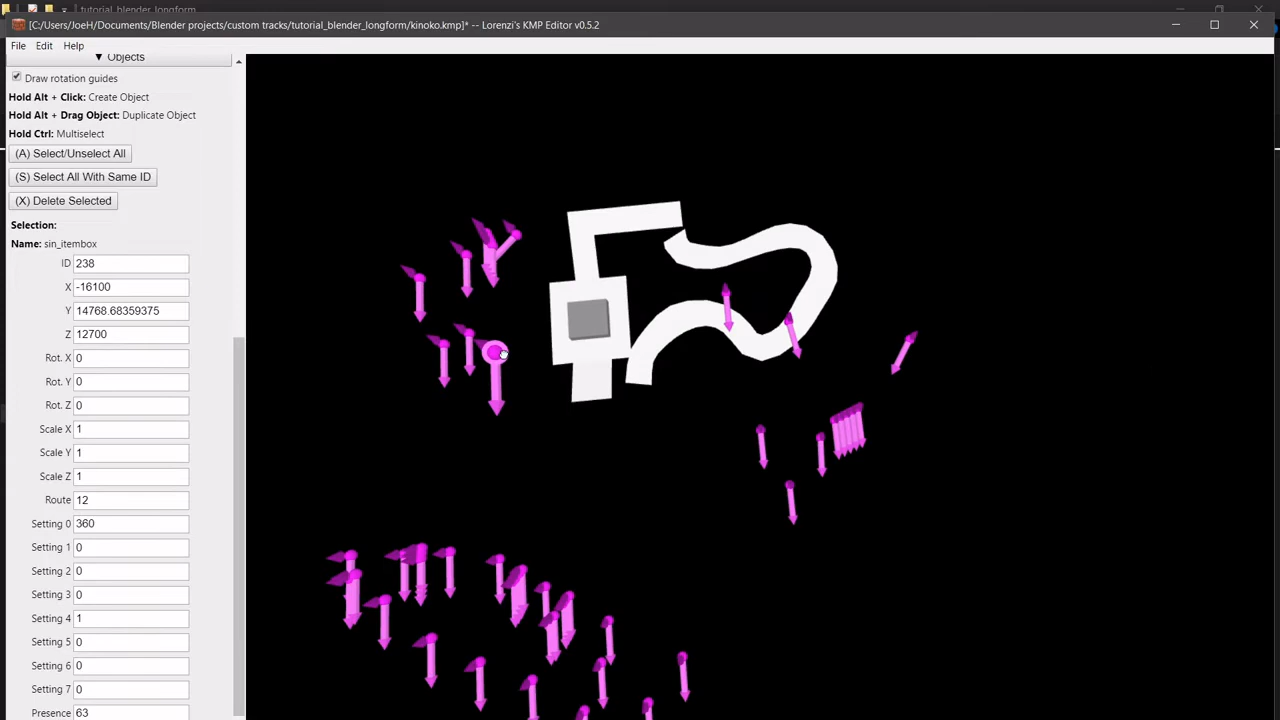 tutorial_blender_longform
[C:/Users/JoeH/Documents/Blender projects/custom tracks/tutorial_blender_longform/kinoko.kmp]* -- Lorenzi's KMP Editor v0.5.2
File Edit Help
▼ Objects
Draw rotation guides
Hold Alt + Click: Create Object
Hold Alt + Drag Object: Duplicate Object
Hold Ctrl: Multiselect
(A) Select/Unselect All
(S) Select All With Same ID
(X) Delete Selected
Selection:
Name: sin_itembox
ID 238
X -16100
Y 14768.68359375
Z 12700
Rot. X 0
Rot. Y 0
Rot. Z 0
Scale X 1
Scale Y 1
Scale Z 1
Route 12
Setting 0 360
Setting 1 0
Setting 2 0
Setting 3 0
Setting 4 1
Setting 5 0
Setting 6 0
Setting 7 0
Presence 63